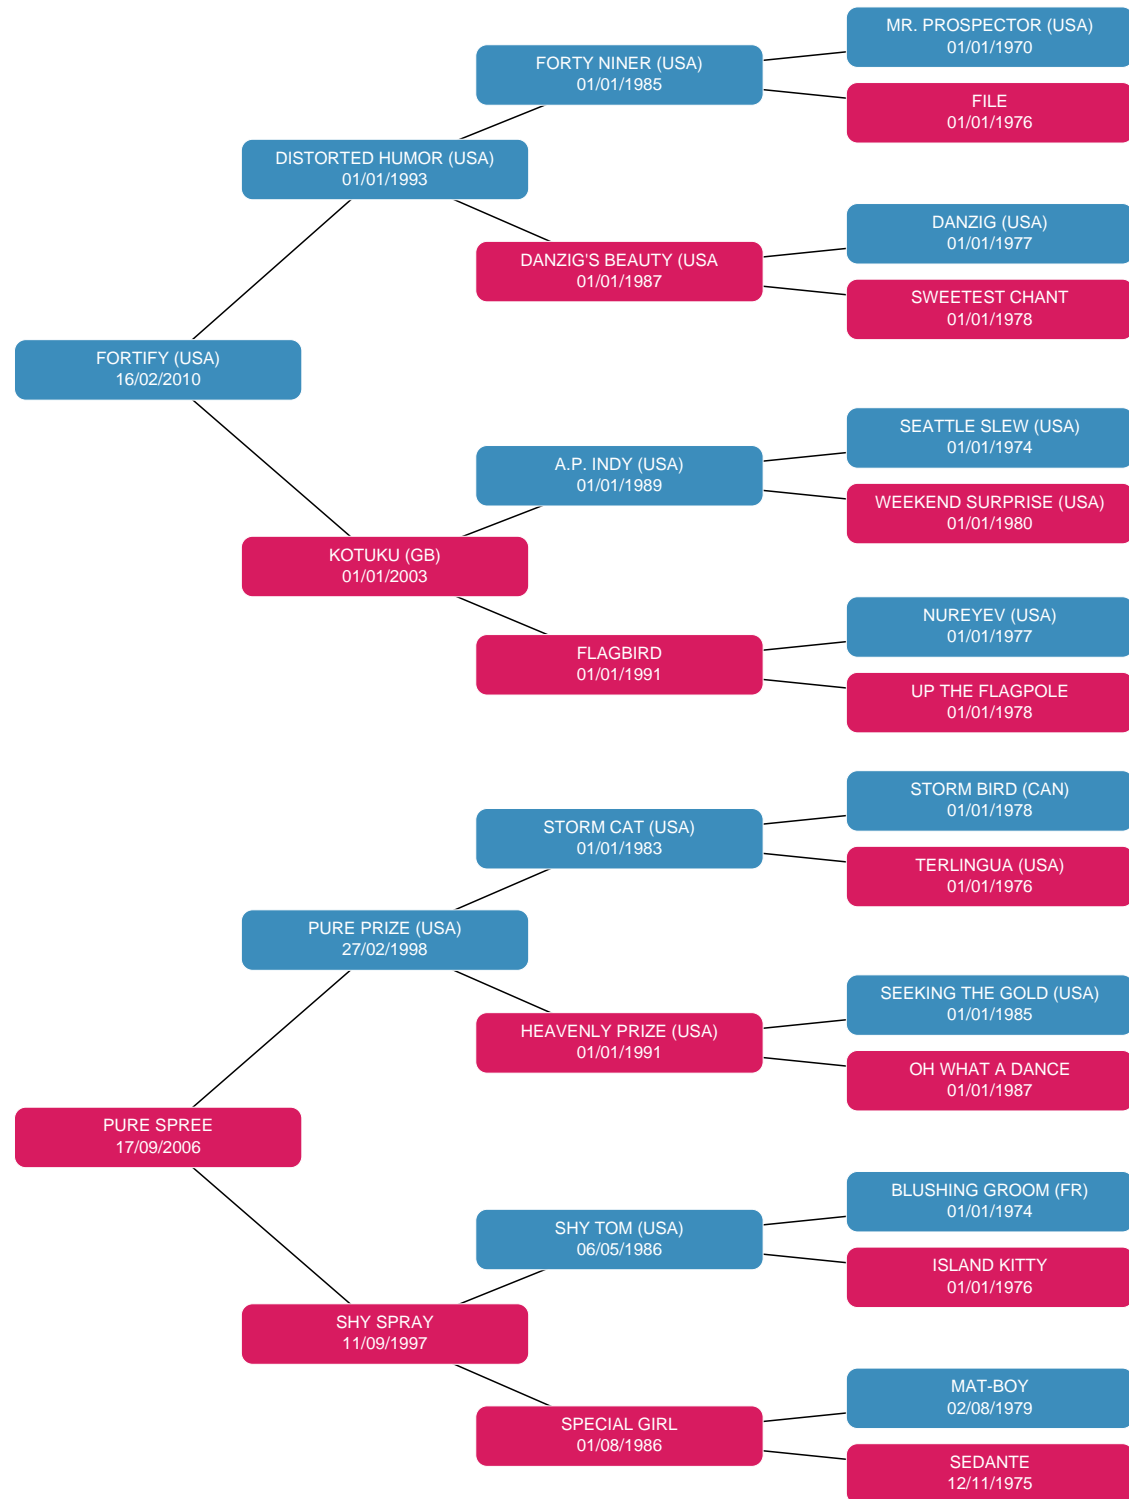 MR. PROSPECTOR (USA)
01/01/1970
FORTY NINER (USA)
01/01/1985
FILE
01/01/1976
DISTORTED HUMOR (USA)
01/01/1993
DANZIG (USA)
01/01/1977
DANZIG'S BEAUTY (USA
01/01/1987
SWEETEST CHANT
01/01/1978
FORTIFY (USA)
16/02/2010
SEATTLE SLEW (USA)
01/01/1974
A.P. INDY (USA)
01/01/1989
WEEKEND SURPRISE (USA)
01/01/1980
KOTUKU (GB)
01/01/2003
NUREYEV (USA)
01/01/1977
FLAGBIRD
01/01/1991
UP THE FLAGPOLE
01/01/1978
STORM BIRD (CAN)
01/01/1978
STORM CAT (USA)
01/01/1983
TERLINGUA (USA)
01/01/1976
PURE PRIZE (USA)
27/02/1998
SEEKING THE GOLD (USA)
01/01/1985
HEAVENLY PRIZE (USA)
01/01/1991
OH WHAT A DANCE
01/01/1987
PURE SPREE
17/09/2006
BLUSHING GROOM (FR)
01/01/1974
SHY TOM (USA)
06/05/1986
ISLAND KITTY
01/01/1976
SHY SPRAY
11/09/1997
MAT-BOY
02/08/1979
SPECIAL GIRL
01/08/1986
SEDANTE
12/11/1975